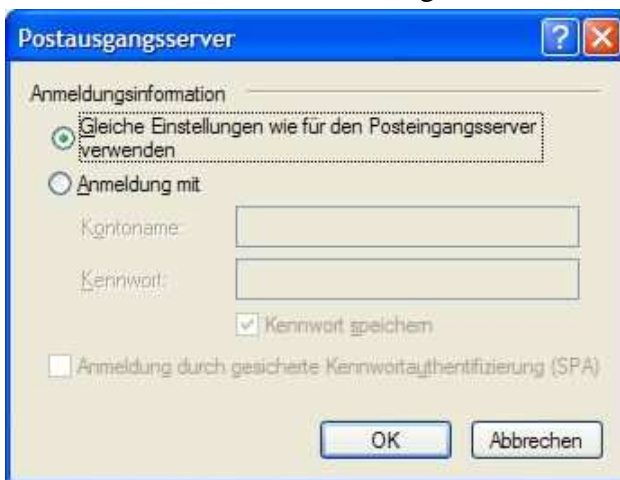 Postausgangsserver
Anmeldungsinformation
Gleiche Einstellungen wie für den Posteingangsserver
verwenden
Anmeldung mit
Kontoname:
Kennwort:
Kennwort speichern
Anmeldung durch gesicherte Kennwortauthentifizierung (SPA)
OK Abbrechen